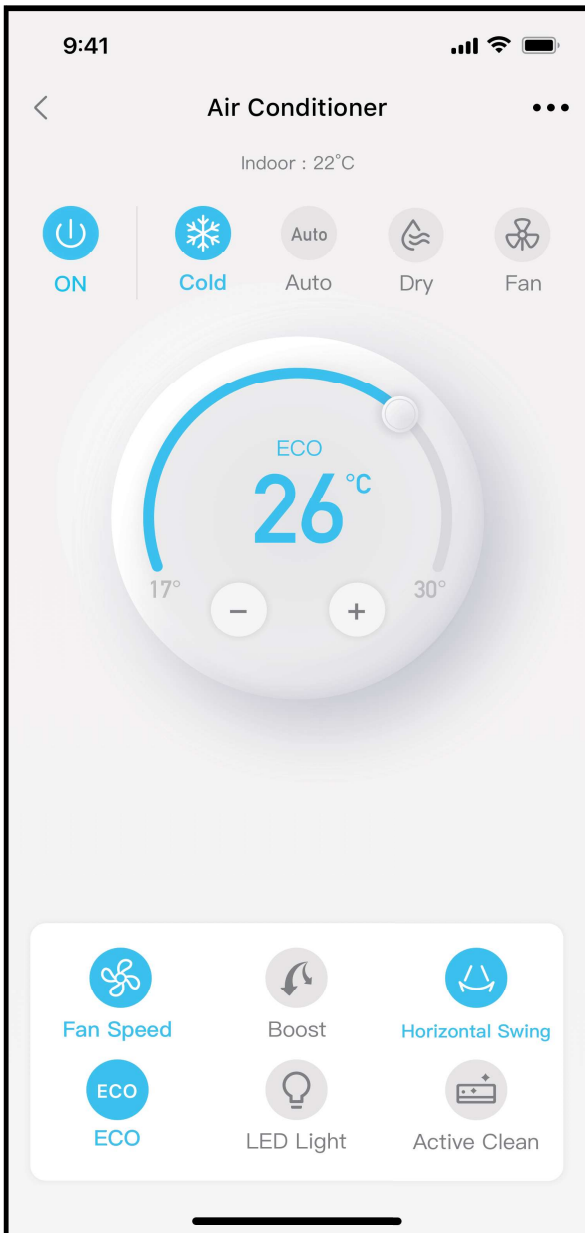 9:41
Air Conditioner
Indoor : 22°C
Auto
ON
Cold
Auto
Dry
Fan
ECO
26°C
17°
30°
Fan Speed
Boost
Horizontal Swing
ECO
ECO
LED Light
Active Clean